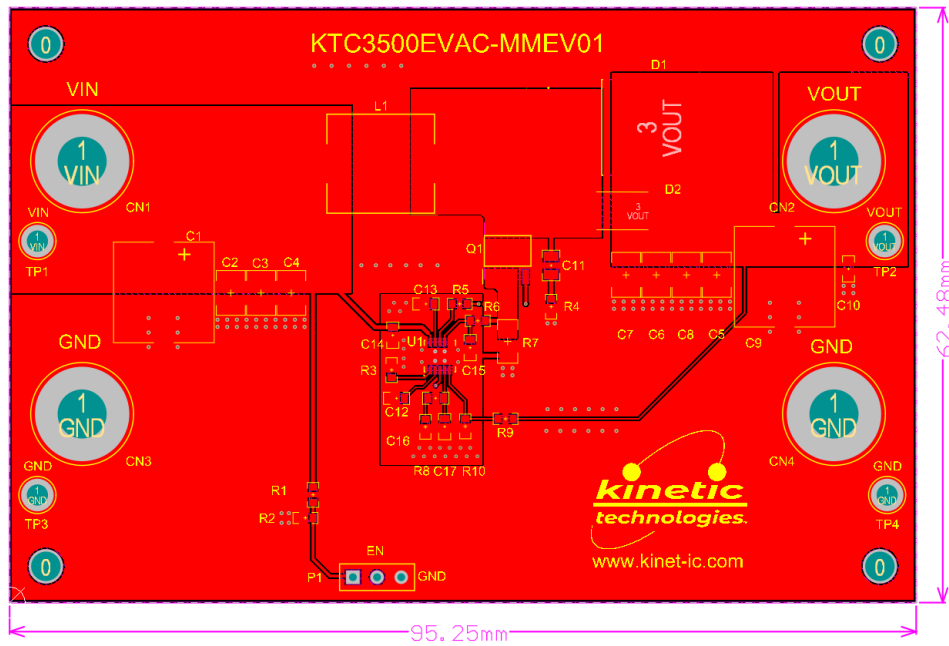 KTC3500EVAC-MMEV01
0
0
D1
VIN
L1
VOUT
3
VOUT
1
VIN
1
VOUT
D2
3
VOUT
VIN
CN1
CN2
VOUT
1
VIN
TP1
C1
+
Q1
+
1
VOUT
TP2
C2 C3 C4
C11
C10
C13 R5
R6
R4
C7 C6 C8 C5
C9
GND
C14
U1
R7
GND
C15
R3
1
GND
C12
1
GND
C16
R9
R8 C17 R10
GND
CN3
CN4
GND
1
GND
TP3
R1
R2
kinetic
technologies.
1
GND
TP4
EN
P1
GND
www.kinet-ic.com
0
0
62.48mm
95.25mm